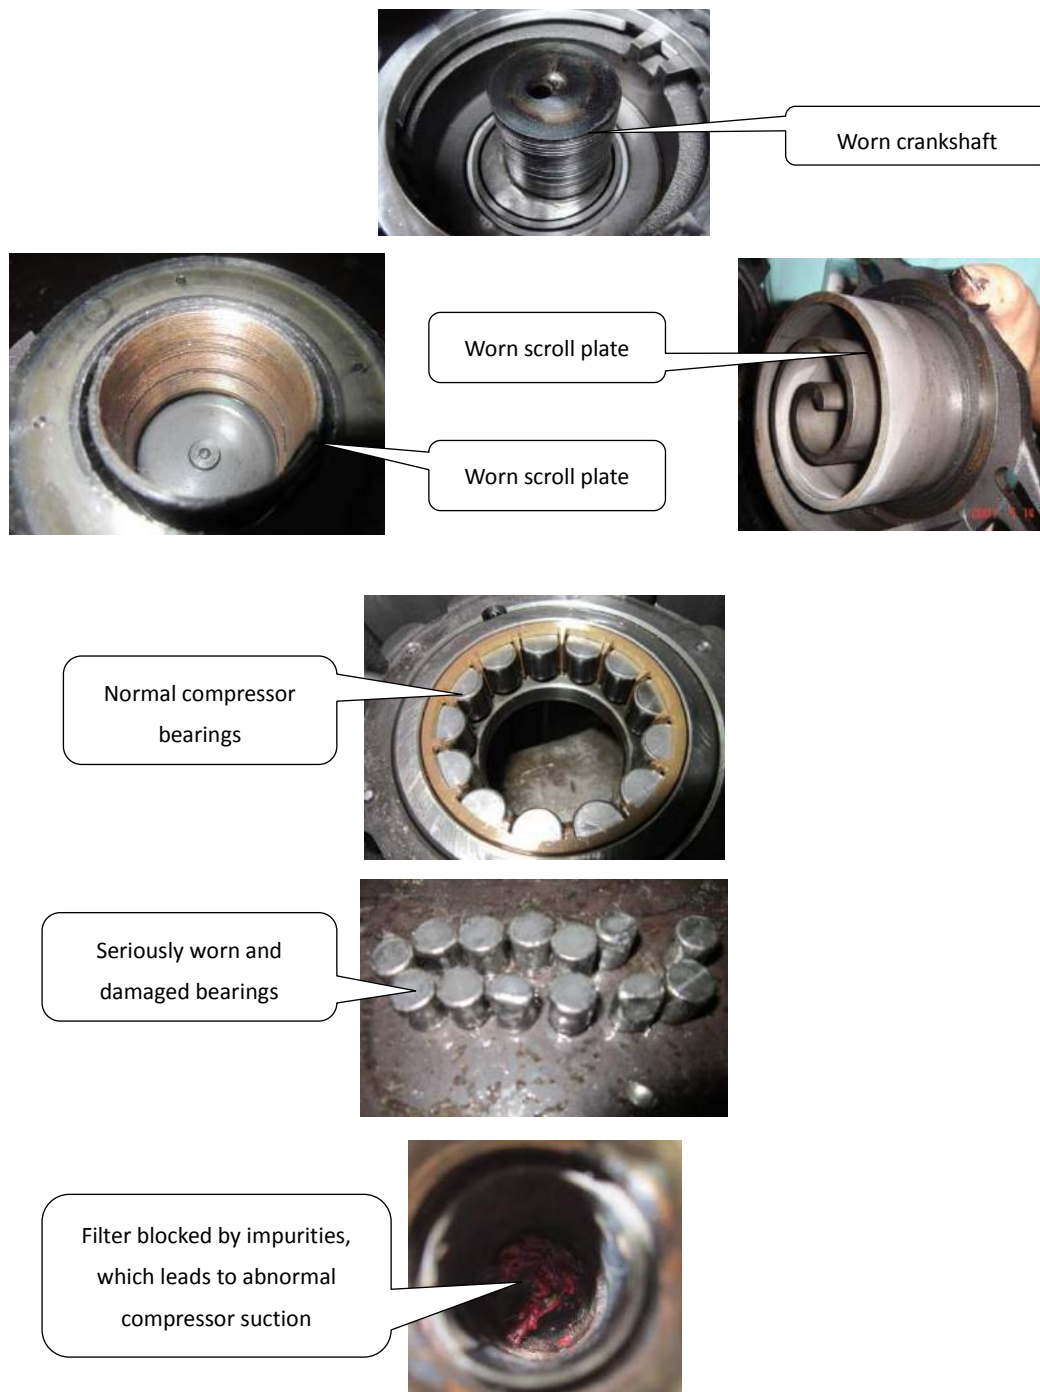 Worn crankshaft
Worn scroll plate
Worn scroll plate
Normal compressor
bearings
Seriously worn and
damaged bearings
Filter blocked by impurities,
which leads to abnormal
compressor suction